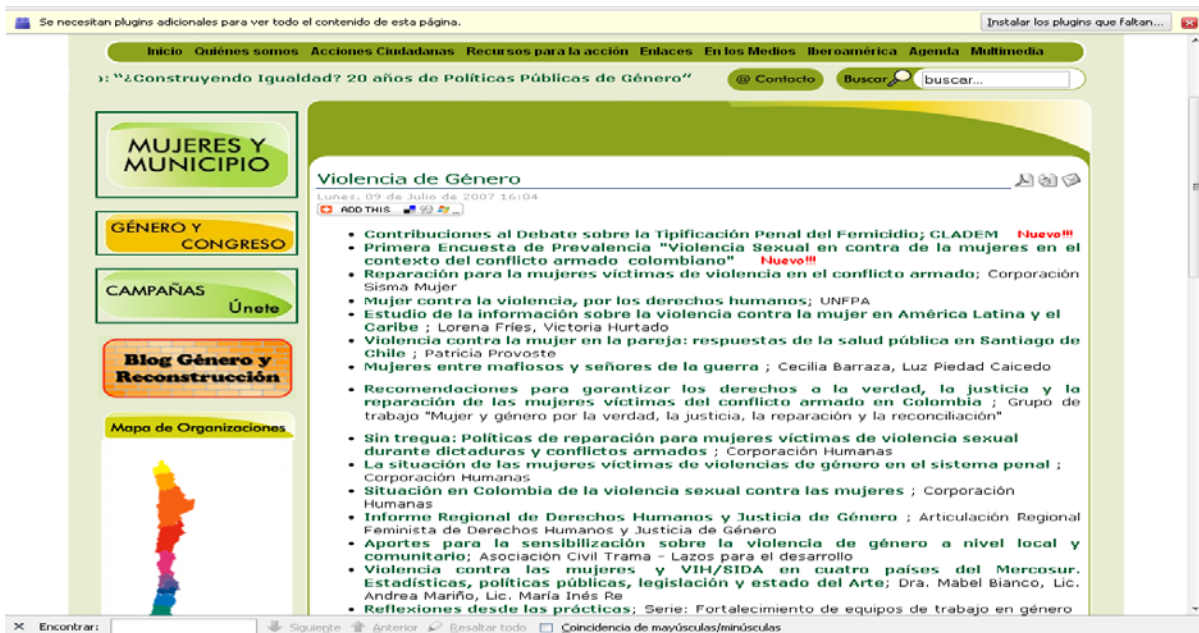 Se necesitan plugins adicionales para ver todo el contenido de esta página.
Instalar los plugins que faltan...
Inicio Quiénes somos Acciones Ciudadanas Recursos para la acción Enlaces En los Medios Iberoamérica Agenda Multimedia
: "¿Construyendo Igualdad? 20 años de Políticas Públicas de Género"
@ Contacto
Buscar
buscar...
MUJERES Y
MUNICIPIO
GÉNERO Y
CONGRESO
CAMPAÑAS
Únete
Blog Género y
Reconstrucción
Mapa de Organizaciones
Violencia de Género
Lunes, 09 de Julio de 2007 16:04
ADD THIS
• Contribuciones al Debate sobre la Tipificación Penal del Femicidio; CLADEM Nuevo!!!
• Primera Encuesta de Prevalencia "Violencia Sexual en contra de la mujeres en el
contexto del conflicto armado colombiano" Nuevo!!!
• Reparación para la mujeres víctimas de violencia en el conflicto armado; Corporación
Sisma Mujer
• Mujer contra la violencia, por los derechos humanos; UNFPA
• Estudio de la información sobre la violencia contra la mujer en América Latina y el
Caribe ; Lorena Fríes, Victoria Hurtado
• Violencia contra la mujer en la pareja: respuestas de la salud pública en Santiago de
Chile ; Patricia Provoste
• Mujeres entre mafiosos y señores de la guerra ; Cecilia Barraza, Luz Piedad Caicedo
• Recomendaciones para garantizar los derechos a la verdad, la justicia y la
reparación de las mujeres víctimas del conflicto armado en Colombia ; Grupo de
trabajo "Mujer y género por la verdad, la justicia, la reparación y la reconciliación"
• Sin tregua: Políticas de reparación para mujeres víctimas de violencia sexual
durante dictaduras y conflictos armados ; Corporación Humanas
• La situación de las mujeres víctimas de violencias de género en el sistema penal ;
Corporación Humanas
• Situación en Colombia de la violencia sexual contra las mujeres ; Corporación
Humanas
• Informe Regional de Derechos Humanos y Justicia de Género ; Articulación Regional
Feminista de Derechos Humanos y Justicia de Género
• Aportes para la sensibilización sobre la violencia de género a nivel local y
comunitario; Asociación Civil Trama - Lazos para el desarrollo
• Violencia contra las mujeres y VIH/SIDA en cuatro países del Mercosur.
Estadísticas, políticas públicas, legislación y estado del Arte; Dra. Mabel Bianco, Lic.
Andrea Mariño, Lic. María Inés Re
• Reflexiones desde las prácticas; Serie: Fortalecimiento de equipos de trabajo en género
Encontrar:
Siguiente Anterior Resaltar todo Coincidencia de mayúsculas/minúsculas